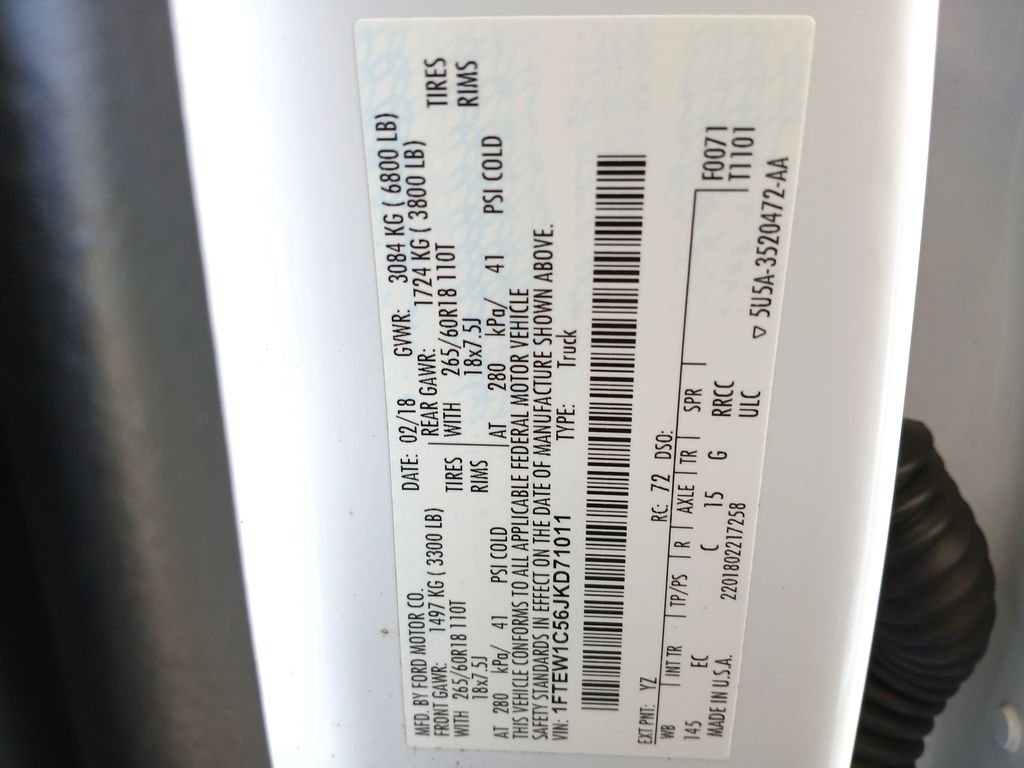 MFD. BY FORD MOTOR CO. DATE: 02/18 GVWR: 3084 KG ( 6800 LB)
FRONT GAWR: 1497 KG ( 3300 LB) REAR GAWR: 1724 KG ( 3800 LB)
WITH 265/60R18 110T TIRES WITH 265/60R18 110T TIRES
18x7.5J RIMS 18x7.5J RIMS
AT 280 kPa/ 41 PSI COLD AT 280 kPa/ 41 PSI COLD
THIS VEHICLE CONFORMS TO ALL APPLICABLE FEDERAL MOTOR VEHICLE
SAFETY STANDARDS IN EFFECT ON THE DATE OF MANUFACTURE SHOWN ABOVE.
VIN: 1FTEW1C56JKD71011 TYPE: Truck
EXT PNT: YZ RC: 72 DSO:
WB INT TR TP/PS R AXLE TR SPR F0071
145 EC C 15 G RRCC T1101
MADE IN U.S.A. 2201802217258 ULC
▽ 5U5A-3520472-AA